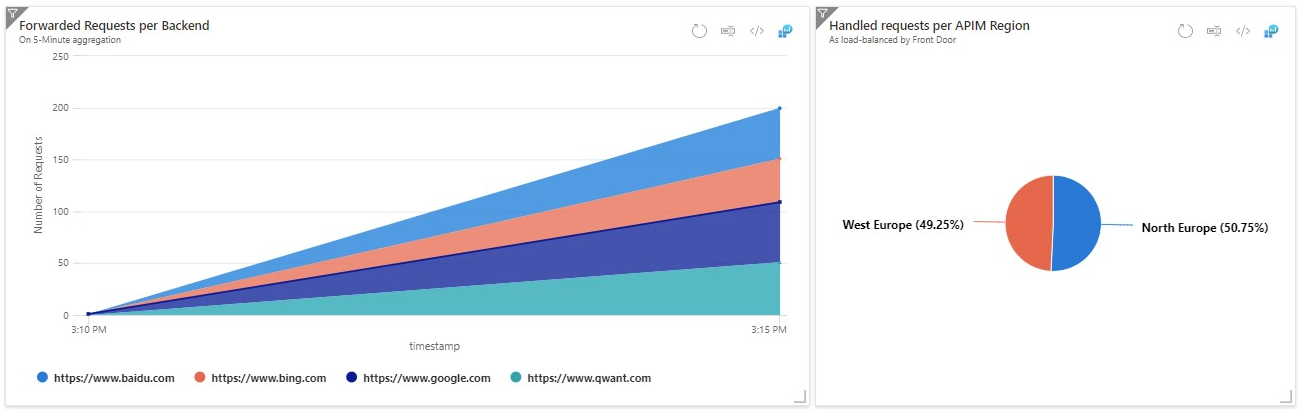 Forwarded Requests per Backend
On 5-Minute aggregation
250
200
150
100
50
0
Number of Requests
3:10 PM
3:15 PM
timestamp
https://www.baidu.com
https://www.bing.com
https://www.google.com
https://www.qwant.com
Handled requests per APIM Region
As load-balanced by Front Door
West Europe (49.25%)
North Europe (50.75%)